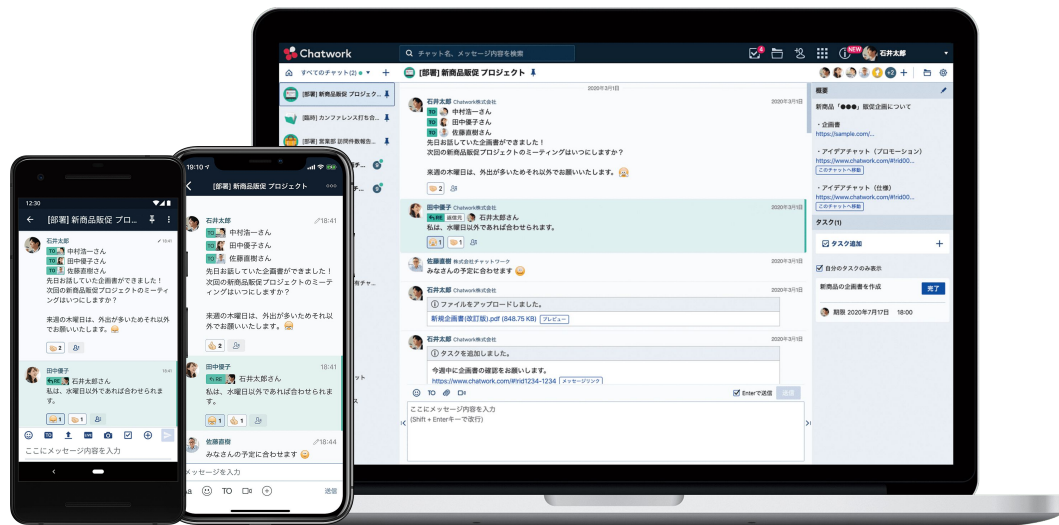 Chatwork
チャット名、メッセージ内容を検索
4
NEW
石井太郎
すべてのチャット(2)
[部署] 新商品販促 プロジェク...
[臨時] カンファレンス打ち合...
[部署] 営業部 訪問件数報告...
チ...
チ...
有チャ...
ット
ス
[部署] 新商品販促 プロジェクト
+2
2020年3月1日
石井太郎 Chatwork株式会社
2020年3月1日
TO 中村浩一さん
TO 田中優子さん
TO 佐藤直樹さん
先日お話していた企画書ができました！
次回の新商品販促プロジェクトのミーティングはいつにしますか？
来週の木曜日は、外出が多いためそれ以外でお願いいたします。
2
田中優子 Chatwork株式会社
2020年3月1日
RE 返信元 石井太郎さん
私は、水曜日以外であれば合わせられます。
1 1
佐藤直樹 株式会社チャットワーク
2020年3月1日
みなさんの予定に合わせます
石井太郎 Chatwork株式会社
2020年3月1日
ファイルをアップロードしました。
新規企画書(改訂版).pdf (848.75 KB) プレビュー
石井太郎 Chatwork株式会社
2020年3月1日
タスクを追加しました。
今週中に企画書の確認をお願いします。
https://www.chatwork.com/#!rid1234-1234 メッセージリンク
TO
Enterで送信 送信
ここにメッセージ内容を入力
(Shift + Enterキーで改行)
概要
新商品「●●●」販促企画について
・企画書
https://sample.com/...
・アイデアチャット（プロモーション）
https://www.chatwork.com/#!rid00...
このチャットへ移動
・アイデアチャット（仕様）
https://www.chatwork.com/#!rid00...
このチャットへ移動
タスク(1)
タスク追加
自分のタスクのみ表示
新商品の企画書を作成
完了
期限 2020年7月17日 18:00
12:30
[部署] 新商品販促 プロ...
石井太郎
18:41
TO 中村浩一さん
TO 田中優子さん
TO 佐藤直樹さん
先日お話していた企画書ができました！
次回の新商品販促プロジェクトのミーティ
ングはいつにしますか？
来週の木曜日は、外出が多いためそれ以外
でお願いいたします。
2
田中優子
18:41
RE 石井太郎さん
私は、水曜日以外であれば合わせられま
す。
1 1
TO
LIVE
ここにメッセージ内容を入力
19:10
[部署] 新商品販促 プロジェクト
石井太郎
18:41
TO 中村浩一さん
TO 田中優子さん
TO 佐藤直樹さん
先日お話していた企画書ができました！
次回の新商品販促プロジェクトのミーテ
ィングはいつにしますか？
来週の木曜日は、外出が多いためそれ以
外でお願いいたします。
2
田中優子
18:41
RE 石井太郎さん
私は、水曜日以外であれば合わせられま
す。
1 1
佐藤直樹
18:44
みなさんの予定に合わせます
メッセージを入力
Aa
TO
送信